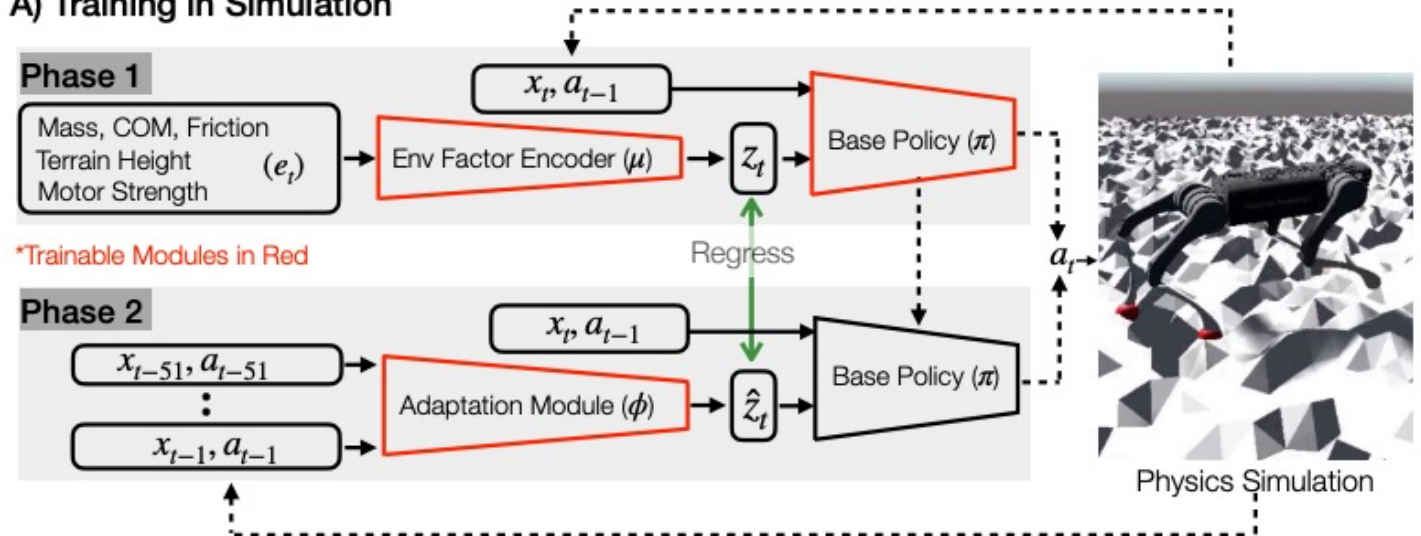 A) Training in Simulation
Phase 1
x_t, a_{t-1}
Mass, COM, Friction
Terrain Height
(e_t)
Motor Strength
Env Factor Encoder (μ)
z_t
Base Policy (π)
*Trainable Modules in Red
Regress
a_t
Phase 2
x_t, a_{t-1}
x_{t-51}, a_{t-51}
⋮
x_{t-1}, a_{t-1}
Adaptation Module (ϕ)
ẑ_t
Base Policy (π)
Physics Simulation